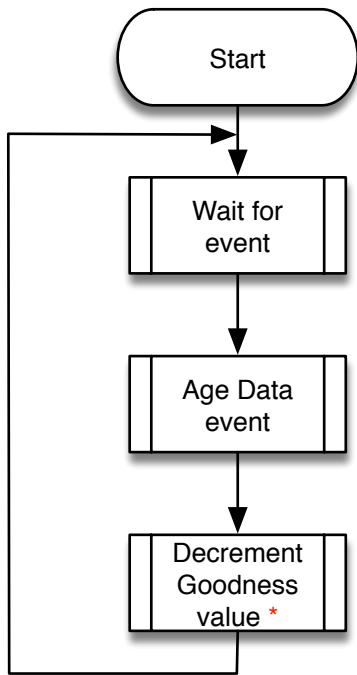 Start
Wait for
event
Age Data
event
Decrement
Goodness
value *